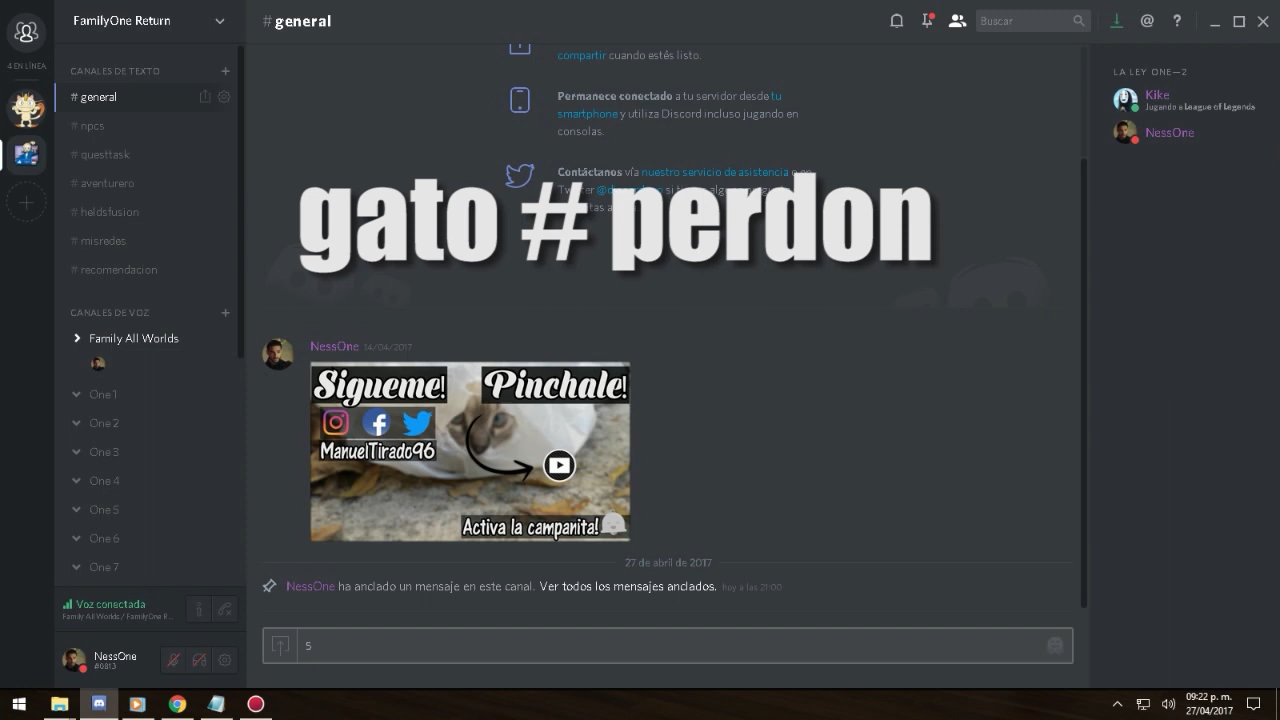 FamilyOne Return
4 EN LÍNEA
CANALES DE TEXTO
# general
# npcs
# questtask
# aventurero
# heldsfusion
# misredes
# recomendacion
CANALES DE VOZ
Family All Worlds
One 1
One 2
One 3
One 4
One 5
One 6
One 7
Voz conectada
Family All Worlds / FamilyOne R...
NessOne
#0813
# general
Buscar
compartir cuando estés listo.
Permanece conectado a tu servidor desde tu
smartphone y utiliza Discord incluso jugando en
consolas.
Contáctanos vía nuestro servicio de asistencia
gato # perdon
NessOne 14/04/2017
Sigueme! Pinchale!
ManuelTirado96
Activa la campanita!
27 de abril de 2017
NessOne ha anclado un mensaje en este canal. Ver todos los mensajes anclados. hoy a las 21:00
5
LA LEY ONE—2
Kike
Jugando a League of Legends
NessOne
09:22 p. m.
27/04/2017